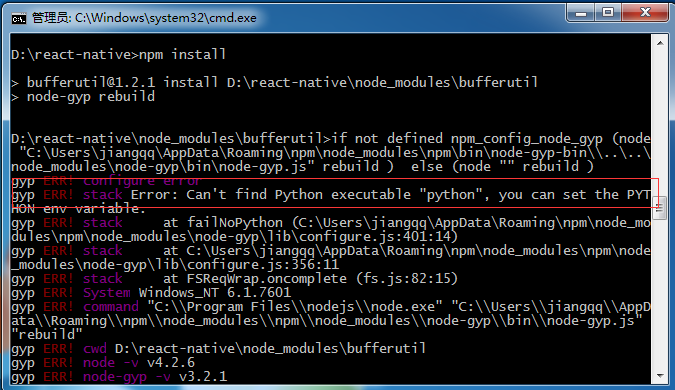 管理员: C:\Windows\system32\cmd.exe
D:\react-native>npm install
> bufferutil@1.2.1 install D:\react-native\node_modules\bufferutil
> node-gyp rebuild
D:\react-native\node_modules\bufferutil>if not defined npm_config_node_gyp (node
"C:\Users\jiangqq\AppData\Roaming\npm\node_modules\npm\bin\node-gyp-bin\\..\..\
node_modules\node-gyp\bin\node-gyp.js" rebuild )  else (node "" rebuild )
gyp ERR! configure error
gyp ERR! stack Error: Can't find Python executable "python", you can set the PYT
HON env variable.
gyp ERR! stack     at failNoPython (C:\Users\jiangqq\AppData\Roaming\npm\node_mo
dules\npm\node_modules\node-gyp\lib\configure.js:401:14)
gyp ERR! stack     at C:\Users\jiangqq\AppData\Roaming\npm\node_modules\npm\node
_modules\node-gyp\lib\configure.js:356:11
gyp ERR! stack     at FSReqWrap.oncomplete (fs.js:82:15)
gyp ERR! System Windows_NT 6.1.7601
gyp ERR! command "C:\\Program Files\\nodejs\\node.exe" "C:\\Users\\jiangqq\\AppD
ata\\Roaming\\npm\\node_modules\\npm\\node_modules\\node-gyp\\bin\\node-gyp.js"
"rebuild"
gyp ERR! cwd D:\react-native\node_modules\bufferutil
gyp ERR! node -v v4.2.6
gyp ERR! node-gyp -v v3.2.1